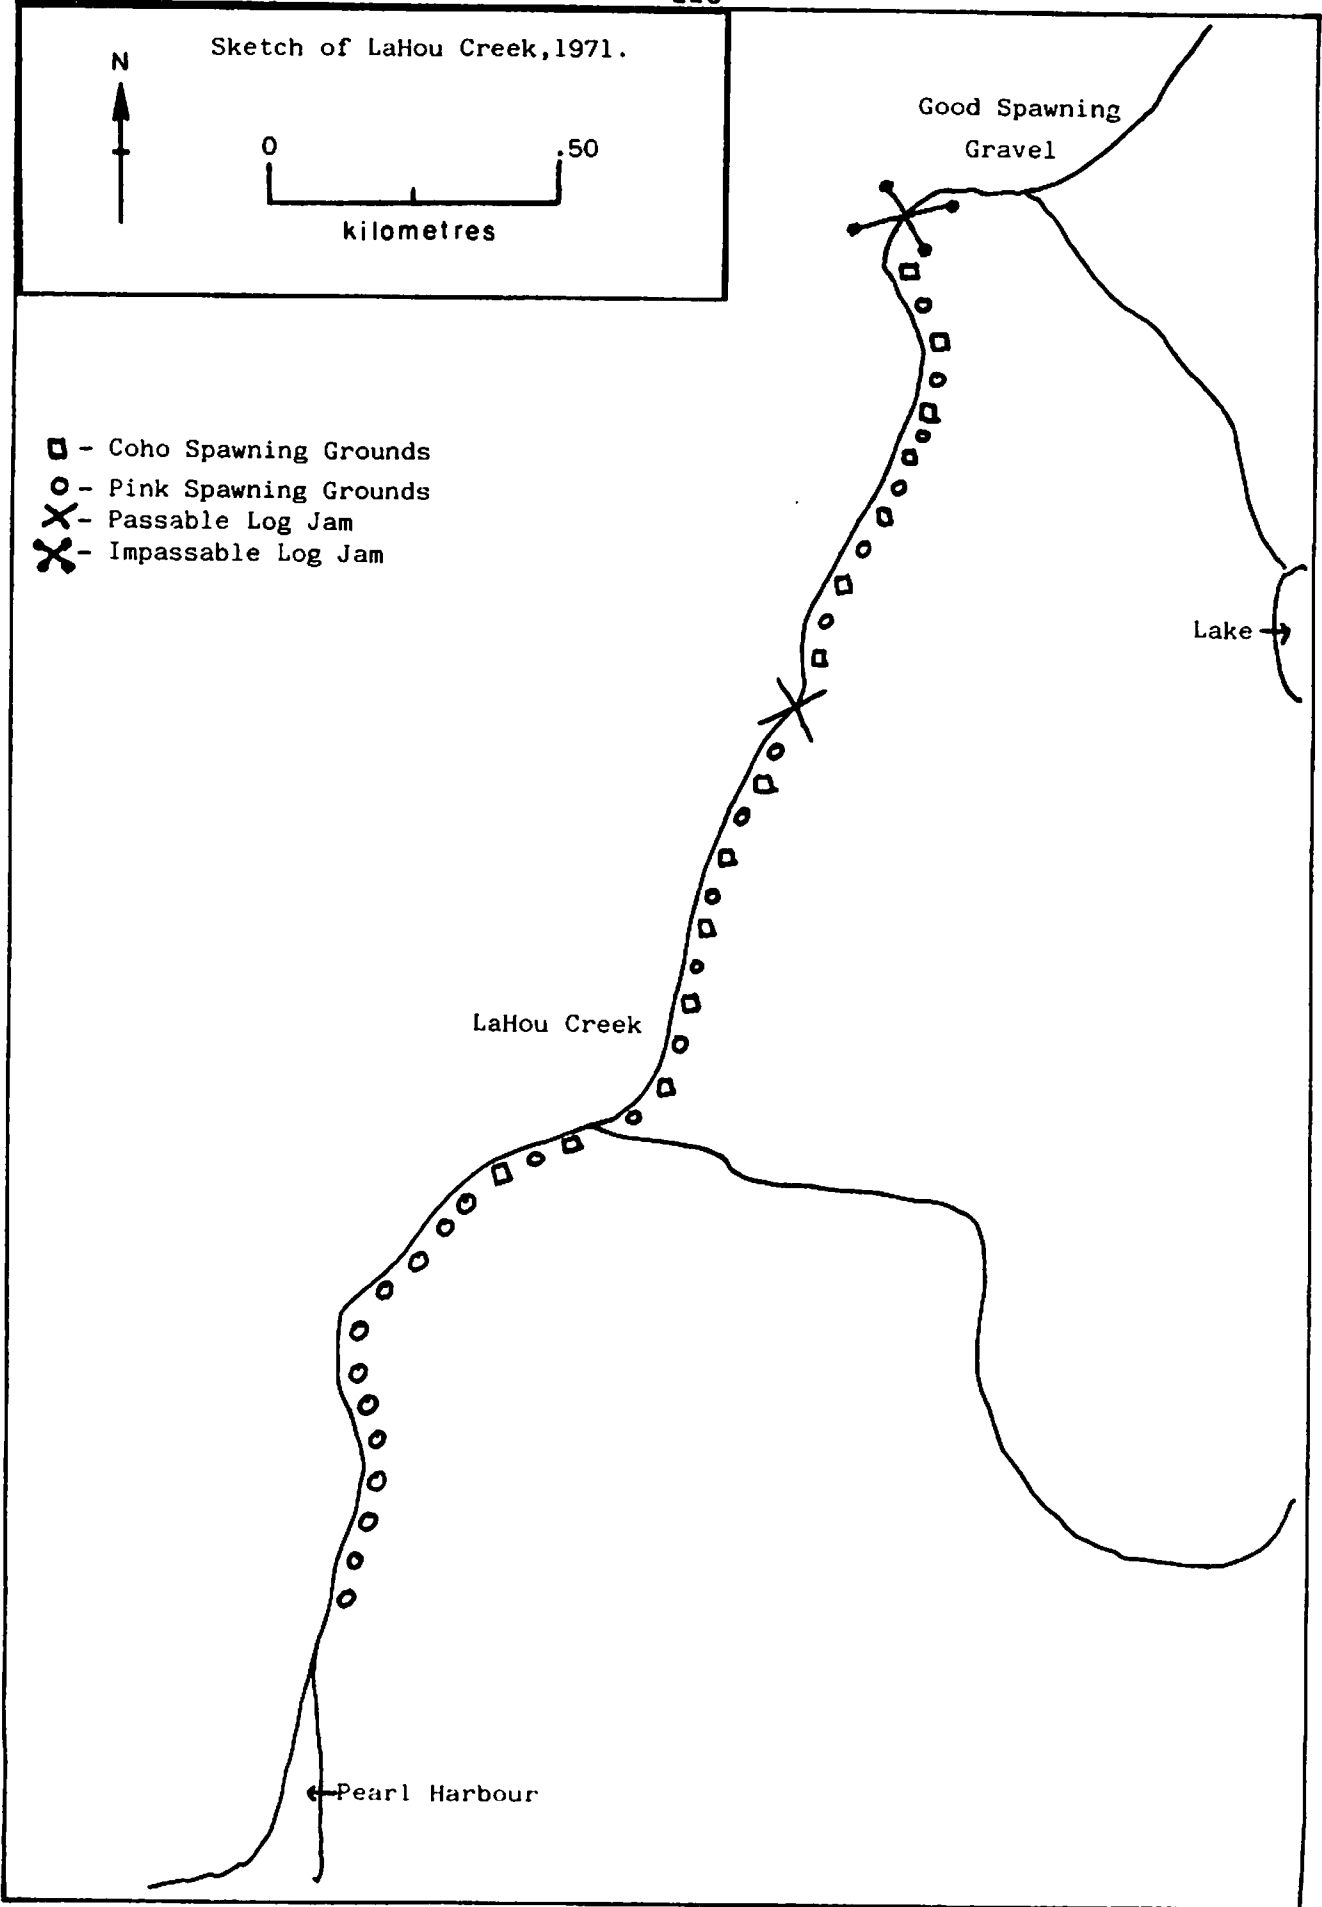 Sketch of LaHou Creek,1971.
N
0 .50
kilometres
Good Spawning
Gravel
- Coho Spawning Grounds
- Pink Spawning Grounds
- Passable Log Jam
- Impassable Log Jam
Lake
LaHou Creek
Pearl Harbour